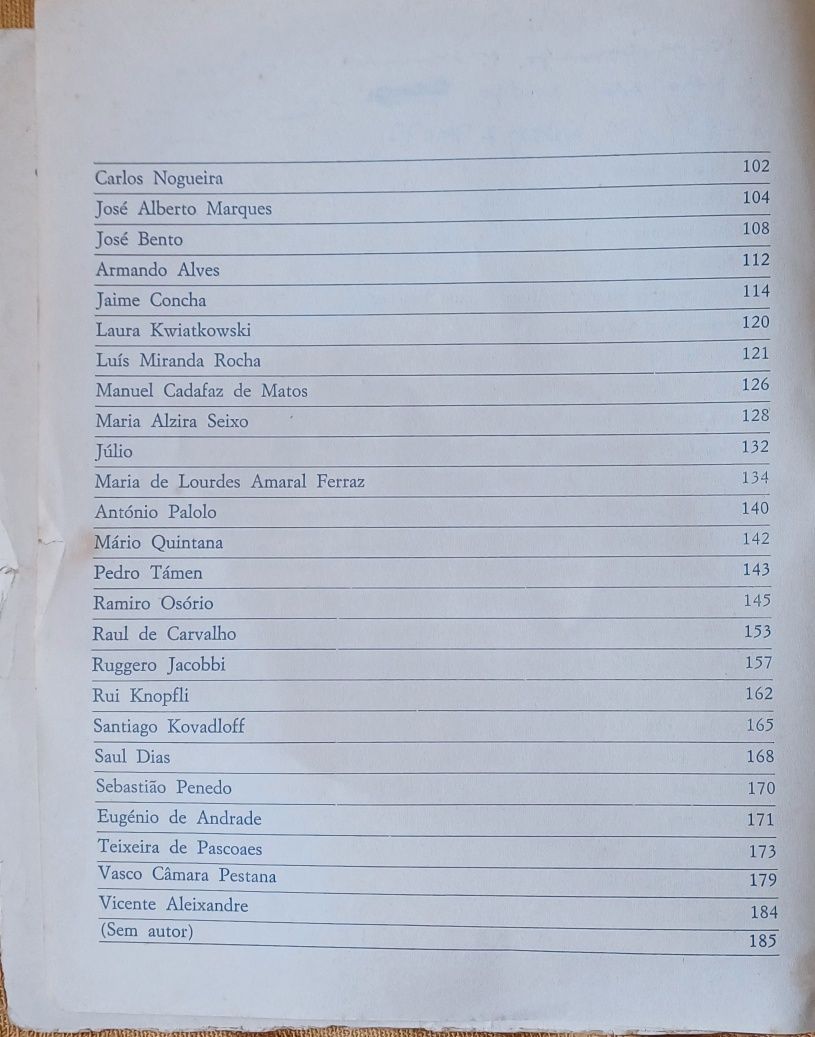 Carlos Nogueira 102
José Alberto Marques 104
José Bento 108
Armando Alves 112
Jaime Concha 114
Laura Kwiatkowski 120
Luís Miranda Rocha 121
Manuel Cadafaz de Matos 126
Maria Alzira Seixo 128
Júlio 132
Maria de Lourdes Amaral Ferraz 134
António Palolo 140
Mário Quintana 142
Pedro Támen 143
Ramiro Osório 145
Raul de Carvalho 153
Ruggero Jacobbi 157
Rui Knopfli 162
Santiago Kovadloff 165
Saul Dias 168
Sebastião Penedo 170
Eugénio de Andrade 171
Teixeira de Pascoaes 173
Vasco Câmara Pestana 179
Vicente Aleixandre 184
(Sem autor) 185